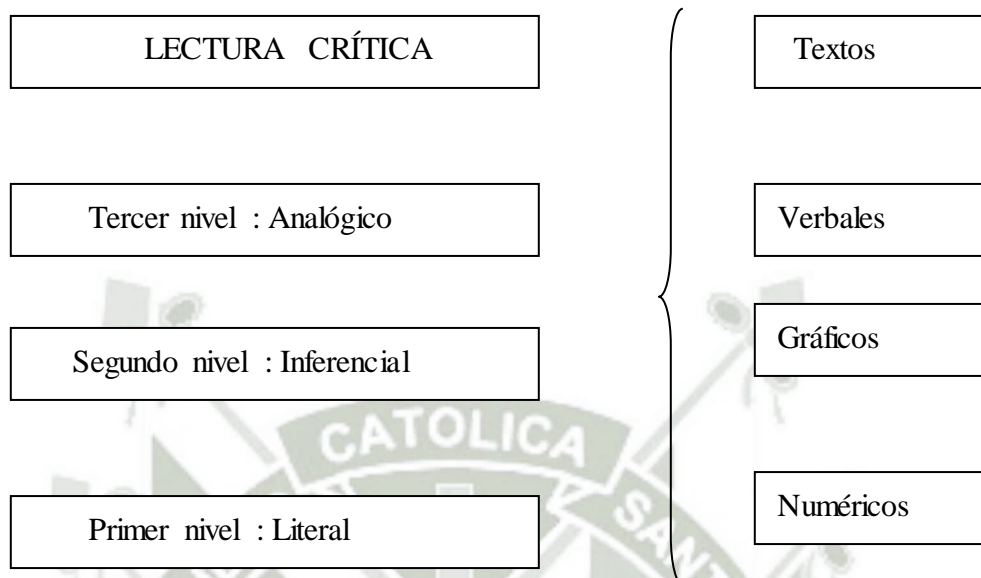 LECTURA CRÍTICA
Textos
Tercer nivel : Analógico
Verbales
Segundo nivel : Inferencial
Gráficos
Primer nivel : Literal
Numéricos
CATOLICA